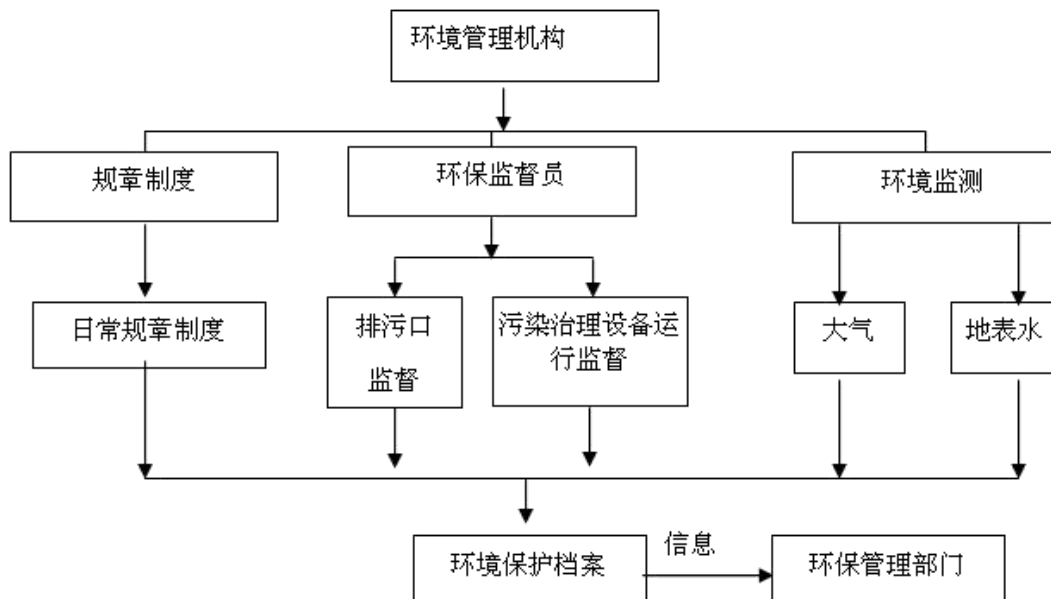 环境管理机构
规章制度
环保监督员
环境监测
日常规章制度
排污口
监督
污染治理设备运
行监督
大气
地表水
环境保护档案
信息
环保管理部门